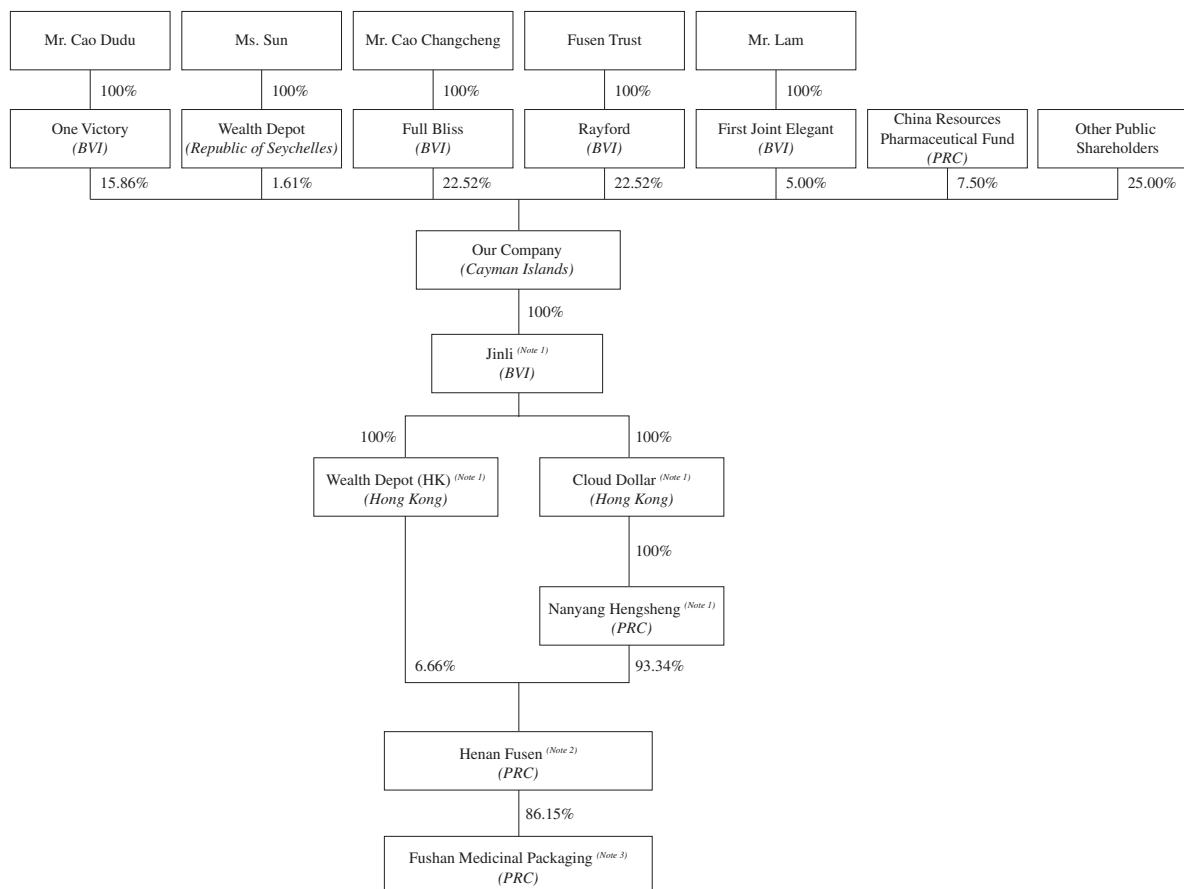 Mr. Cao Dudu
Ms. Sun
Mr. Cao Changcheng
Fusen Trust
Mr. Lam
100%
100%
100%
100%
100%
One Victory
(BVI)
Wealth Depot
(Republic of Seychelles)
Full Bliss
(BVI)
Rayford
(BVI)
First Joint Elegant
(BVI)
China Resources
Pharmaceutical Fund
(PRC)
Other Public
Shareholders
15.86%
1.61%
22.52%
22.52%
5.00%
7.50%
25.00%
Our Company
(Cayman Islands)
100%
Jinli (Note 1)
(BVI)
100%
100%
Wealth Depot (HK) (Note 1)
(Hong Kong)
Cloud Dollar (Note 1)
(Hong Kong)
100%
Nanyang Hengsheng (Note 1)
(PRC)
6.66%
93.34%
Henan Fusen (Note 2)
(PRC)
86.15%
Fushan Medicinal Packaging (Note 3)
(PRC)